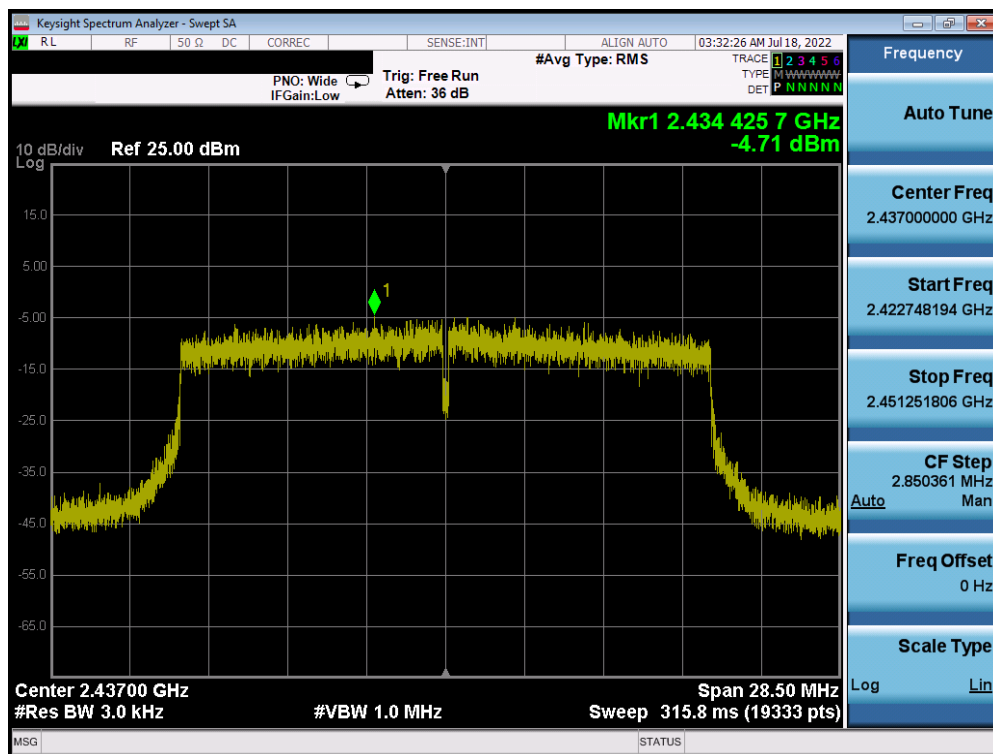 Keysight Spectrum Analyzer - Swept SA
LXI RL RF 50 Ω DC CORREC SENSE:INT ALIGN AUTO 03:32:26 AM Jul 18, 2022
#Avg Type: RMS
TRACE 1 2 3 4 5 6
TYPE M W W W W W
DET P N N N N N
PNO: Wide
IFGain:Low
Trig: Free Run
Atten: 36 dB
Mkr1 2.434 425 7 GHz
-4.71 dBm
10 dB/div
Log
Ref 25.00 dBm
15.0
5.00
-5.00
-15.0
-25.0
-35.0
-45.0
-55.0
-65.0
1
Center 2.43700 GHz
Span 28.50 MHz
#Res BW 3.0 kHz
#VBW 1.0 MHz
Sweep 315.8 ms (19333 pts)
MSG
STATUS
Frequency
Auto Tune
Center Freq
2.437000000 GHz
Start Freq
2.422748194 GHz
Stop Freq
2.451251806 GHz
CF Step
2.850361 MHz
Auto Man
Freq Offset
0 Hz
Scale Type
Log Lin